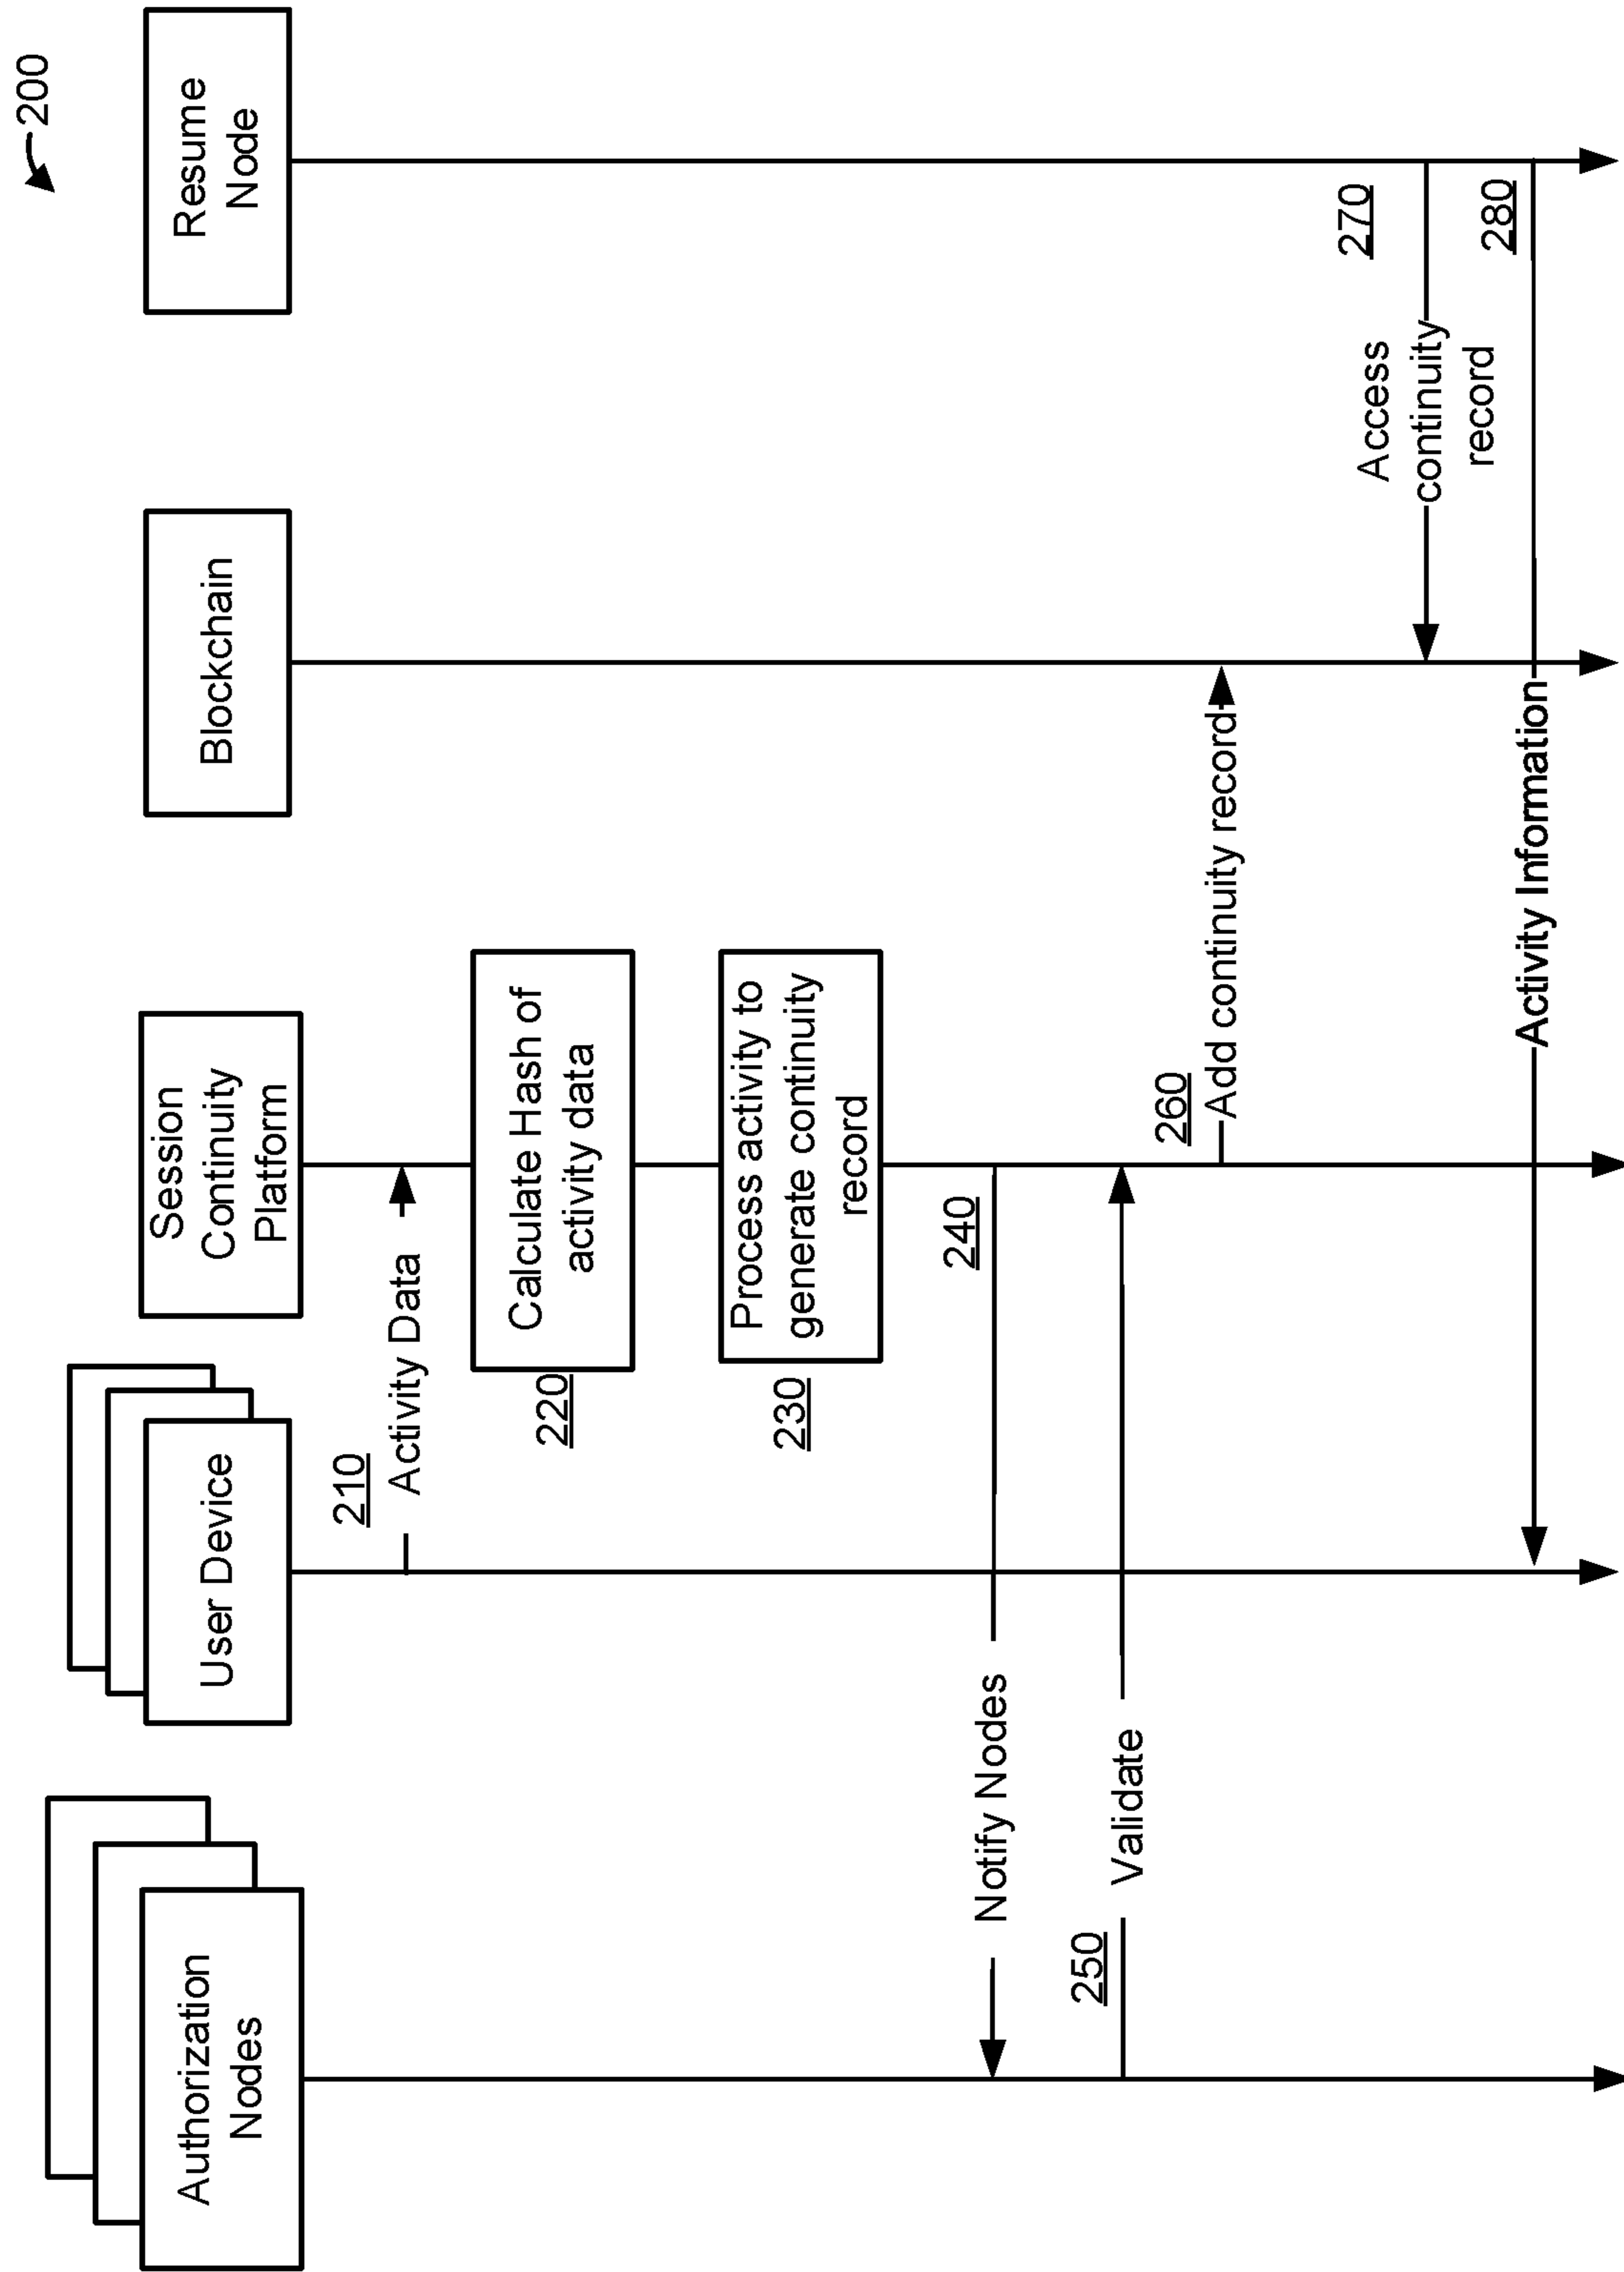 200
Authorization
Nodes
User Device
Session
Continuity
Platform
Blockchain
Resume
Node
210
Activity Data
220
Calculate Hash of
activity data
230
Process activity to
generate continuity
record
240
Notify Nodes
250
Validate
260
Add continuity record
270
Access
continuity
record
280
Activity Information